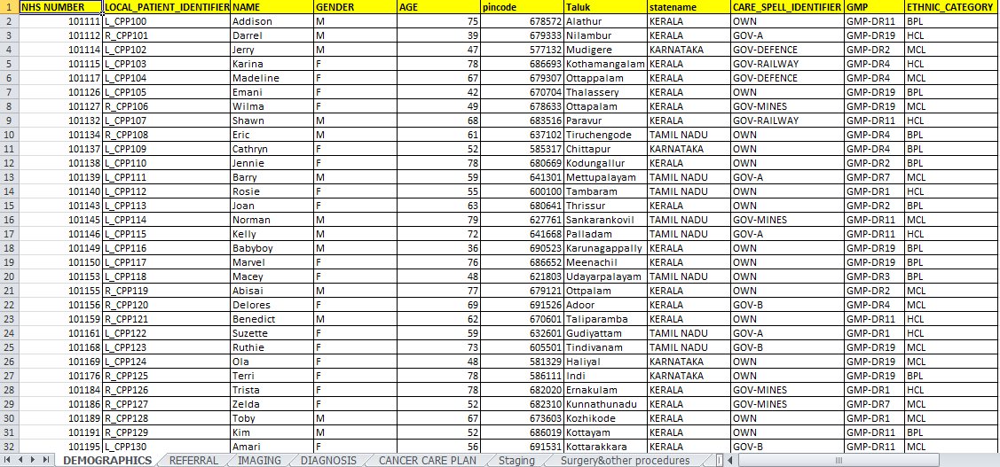 1 NHS NUMBER LOCAL_PATIENT_IDENTIFIER NAME GENDER AGE pincode Taluk statename CARE_SPELL_IDENTIFIER GMP ETHNIC_CATEGORY
2 101111 L_CPP100 Addison M 75 678572 Alathur KERALA OWN GMP-DR11 BPL
3 101112 R_CPP101 Darrel M 39 679333 Nilambur KERALA GOV-A GMP-DR19 HCL
4 101114 L_CPP102 Jerry M 47 577132 Mudigere KARNATAKA GOV-DEFENCE GMP-DR2 MCL
5 101115 L_CPP103 Karina F 78 686693 Kothamangalam KERALA GOV-RAILWAY GMP-DR4 HCL
6 101117 L_CPP104 Madeline F 67 679307 Ottappalam KERALA GOV-DEFENCE GMP-DR4 MCL
7 101126 L_CPP105 Emani F 42 670704 Thalassery KERALA OWN GMP-DR19 BPL
8 101127 R_CPP106 Wilma F 49 678633 Ottapalam KERALA GOV-MINES GMP-DR19 MCL
9 101132 L_CPP107 Shawn M 68 683516 Paravur KERALA GOV-RAILWAY GMP-DR11 HCL
10 101134 R_CPP108 Eric M 61 637102 Tiruchengode TAMIL NADU OWN GMP-DR4 BPL
11 101137 L_CPP109 Cathryn F 52 585317 Chittapur KARNATAKA OWN GMP-DR4 BPL
12 101138 L_CPP110 Jennie F 78 680669 Kodungallur KERALA OWN GMP-DR2 BPL
13 101139 L_CPP111 Barry M 59 641301 Mettupalayam TAMIL NADU GOV-A GMP-DR7 MCL
14 101140 L_CPP112 Rosie F 55 600100 Tambaram TAMIL NADU OWN GMP-DR1 HCL
15 101143 L_CPP113 Joan F 63 680641 Thrissur KERALA OWN GMP-DR2 BPL
16 101145 L_CPP114 Norman M 79 627761 Sankarankovil TAMIL NADU GOV-MINES GMP-DR11 MCL
17 101146 L_CPP115 Kelly M 72 641668 Palladam TAMIL NADU GOV-A GMP-DR11 HCL
18 101149 L_CPP116 Babyboy M 36 690523 Karunagappally KERALA OWN GMP-DR19 BPL
19 101150 L_CPP117 Marvel F 76 686652 Meenachil KERALA OWN GMP-DR19 BPL
20 101153 L_CPP118 Macey F 48 621803 Udayarpalayam TAMIL NADU OWN GMP-DR3 BPL
21 101155 R_CPP119 Abisai M 77 679121 Ottpalam KERALA OWN GMP-DR2 MCL
22 101156 R_CPP120 Delores F 69 691526 Adoor KERALA GOV-B GMP-DR4 MCL
23 101159 R_CPP121 Benedict M 62 670601 Taliparamba KERALA OWN GMP-DR11 HCL
24 101161 L_CPP122 Suzette F 59 632601 Gudiyattam TAMIL NADU GOV-A GMP-DR1 HCL
25 101168 L_CPP123 Ruthie F 73 605501 Tindivanam TAMIL NADU GOV-B GMP-DR19 MCL
26 101169 L_CPP124 Ola F 48 581329 Haliyal KARNATAKA OWN GMP-DR19 MCL
27 101176 R_CPP125 Terri F 78 586111 Indi KARNATAKA OWN GMP-DR19 BPL
28 101184 R_CPP126 Trista F 78 682020 Ernakulam KERALA GOV-MINES GMP-DR1 HCL
29 101186 R_CPP127 Zelda F 52 682310 Kunnathunadu KERALA GOV-MINES GMP-DR7 MCL
30 101189 R_CPP128 Toby M 67 673603 Kozhikode KERALA OWN GMP-DR1 MCL
31 101191 R_CPP129 Kim M 52 686019 Kottayam KERALA OWN GMP-DR1 BPL
32 101195 L_CPP130 Amari F 56 691531 Kottarakkara KERALA GOV-B GMP-DR1 MCL
DEMOGRAPHICS REFERRAL IMAGING DIAGNOSIS CANCER CARE PLAN Staging Surgery&other procedures